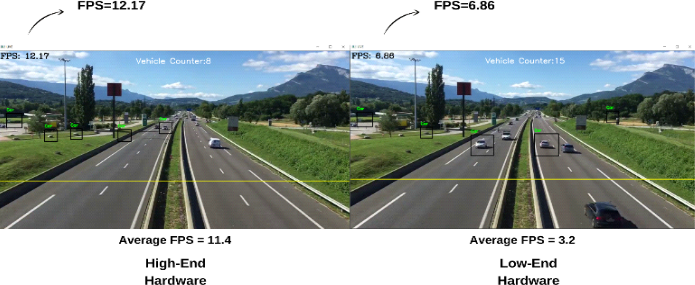 FPS=12.17
FPS=6.86
FPS: 12.17
Vehicle Counter:8
FPS: 6.86
Vehicle Counter:15
Average FPS = 11.4
Average FPS = 3.2
High-End
Hardware
Low-End
Hardware